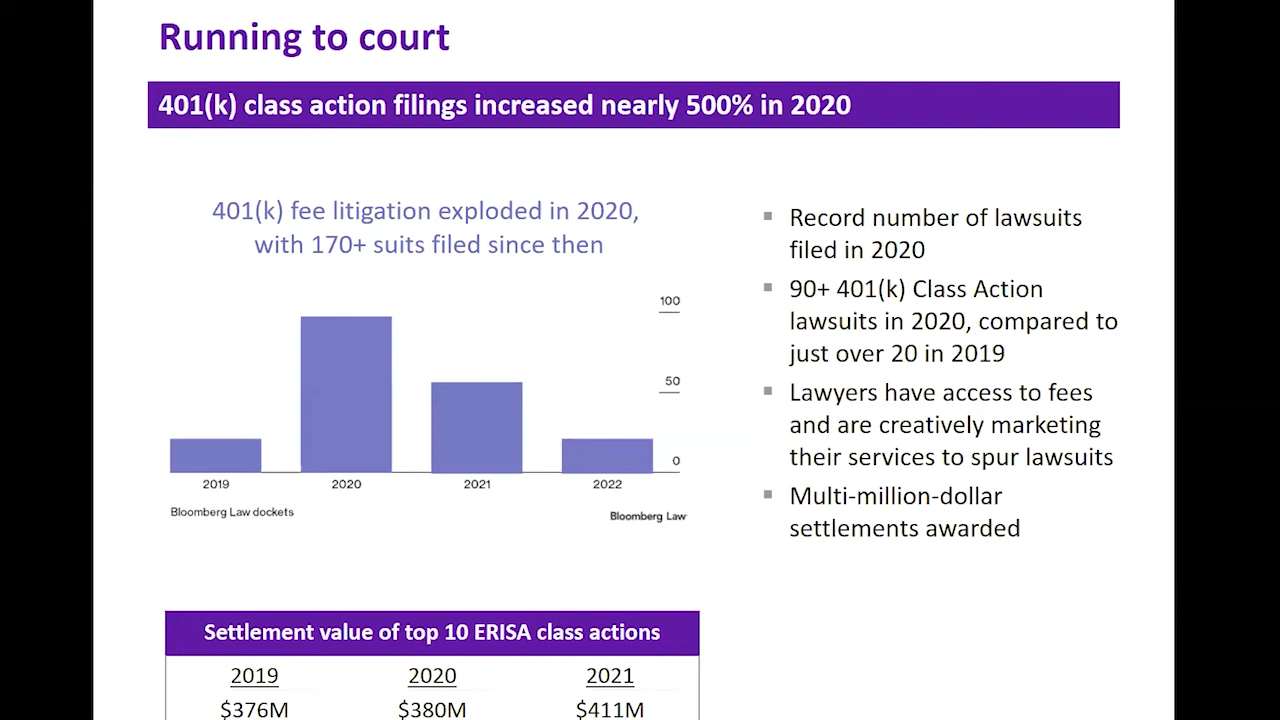 Running to court
401(k) class action filings increased nearly 500% in 2020
401(k) fee litigation exploded in 2020,
with 170+ suits filed since then
100
50
0
2019 2020 2021 2022
Bloomberg Law dockets
Bloomberg Law
Record number of lawsuits
filed in 2020
90+ 401(k) Class Action
lawsuits in 2020, compared to
just over 20 in 2019
Lawyers have access to fees
and are creatively marketing
their services to spur lawsuits
Multi-million-dollar
settlements awarded
Settlement value of top 10 ERISA class actions
2019 2020 2021
$376M $380M $411M